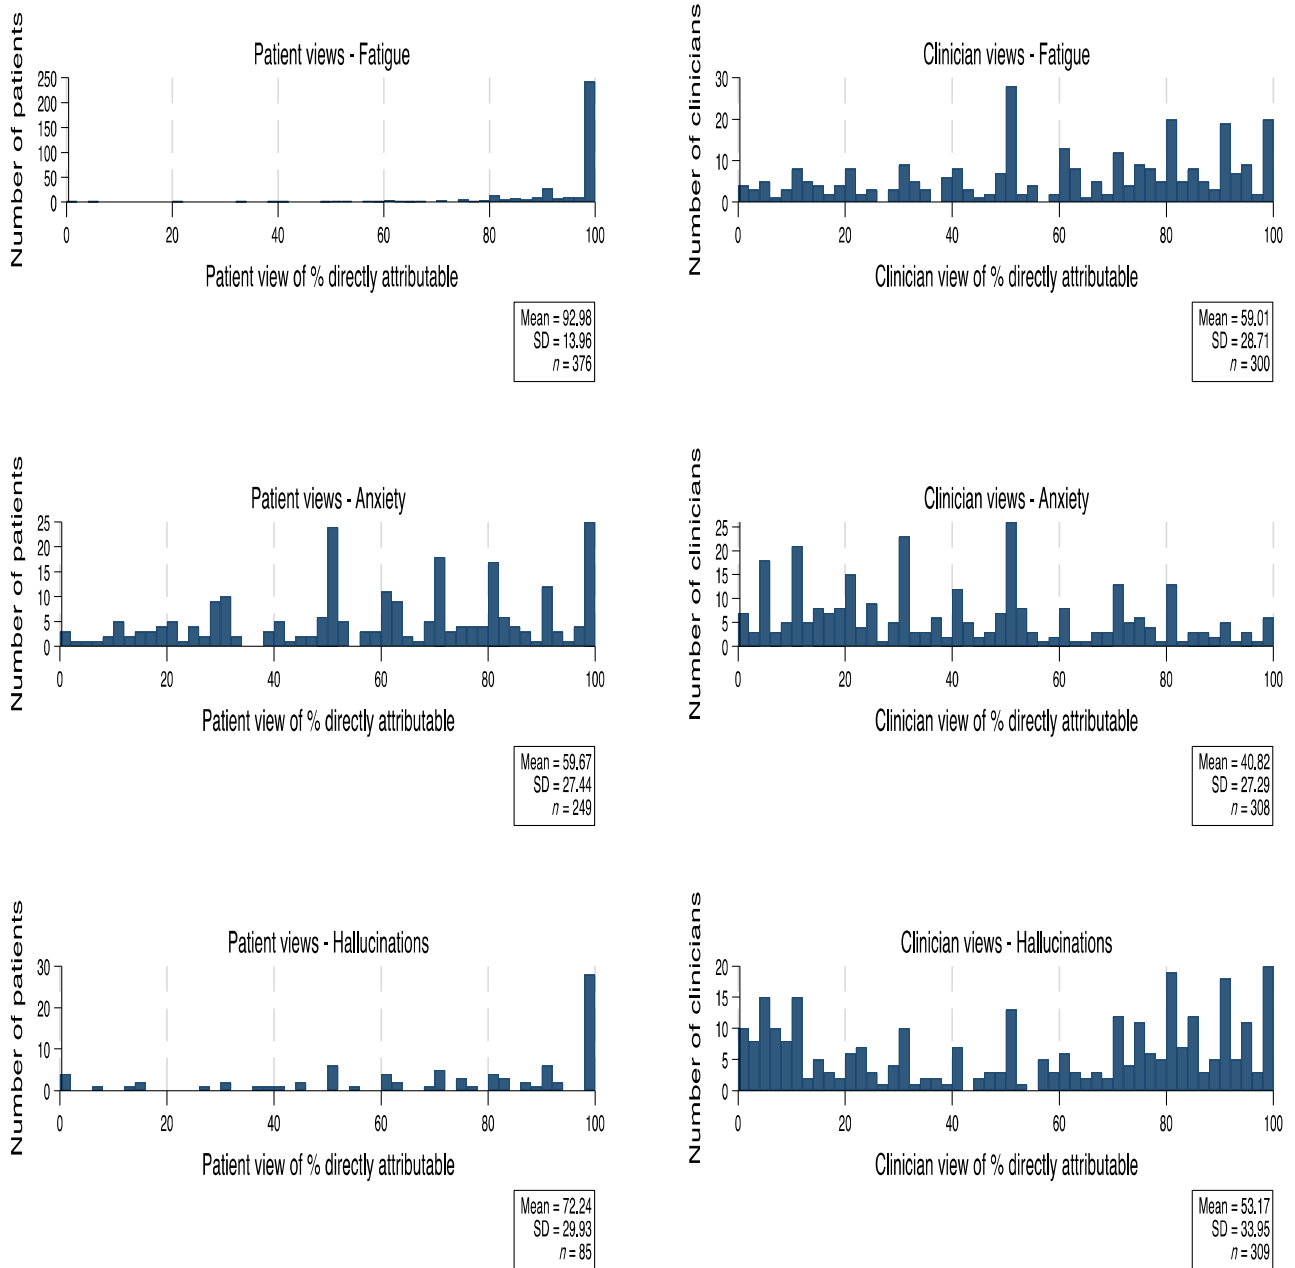 Patient views - Fatigue
Number of patients
250
200
150
100
50
0
0 20 40 60 80 100
Patient view of % directly attributable
Mean = 92.98
SD = 13.96
n = 376
Clinician views - Fatigue
Number of clinicians
30
20
10
0
0 20 40 60 80 100
Clinician view of % directly attributable
Mean = 59.01
SD = 28.71
n = 300
Patient views - Anxiety
Number of patients
25
20
15
10
5
0
0 20 40 60 80 100
Patient view of % directly attributable
Mean = 59.67
SD = 27.44
n = 249
Clinician views - Anxiety
Number of clinicians
25
20
15
10
5
0
0 20 40 60 80 100
Clinician view of % directly attributable
Mean = 40.82
SD = 27.29
n = 308
Patient views - Hallucinations
Number of patients
30
20
10
0
0 20 40 60 80 100
Patient view of % directly attributable
Mean = 72.24
SD = 29.93
n = 85
Clinician views - Hallucinations
Number of clinicians
20
15
10
5
0
0 20 40 60 80 100
Clinician view of % directly attributable
Mean = 53.17
SD = 33.95
n = 309